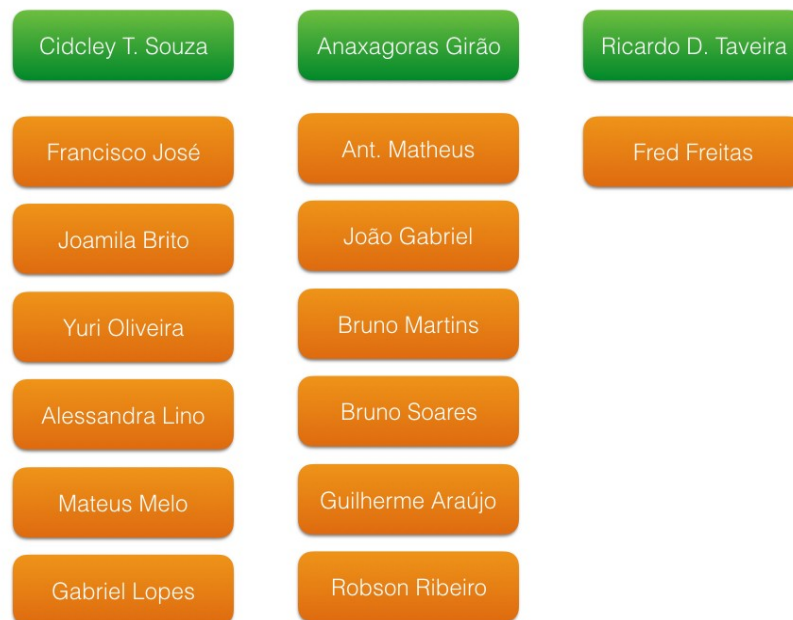 Cidcley T. Souza
Anaxagoras Girão
Ricardo D. Taveira
Francisco José
Ant. Matheus
Fred Freitas
Joamila Brito
João Gabriel
Yuri Oliveira
Bruno Martins
Alessandra Lino
Bruno Soares
Mateus Melo
Guilherme Araújo
Gabriel Lopes
Robson Ribeiro